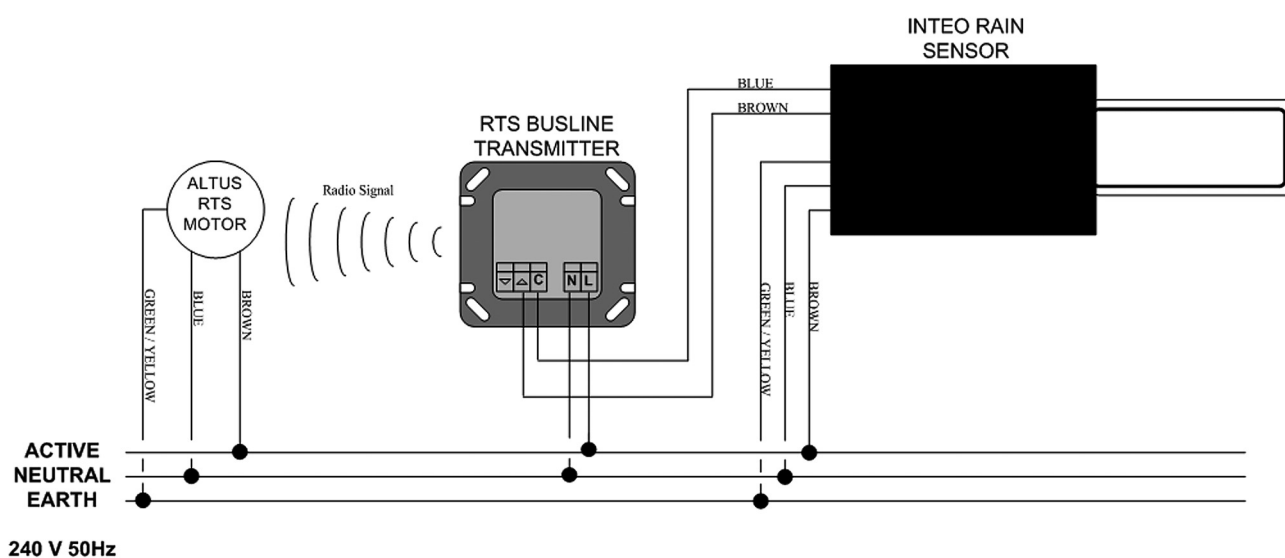 INTEO RAIN
SENSOR
BLUE
BROWN
RTS BUSLINE
TRANSMITTER
ALTUS
RTS
MOTOR
Radio Signal
C
N
L
GREEN / YELLOW
BLUE
BROWN
GREEN / YELLOW
BLUE
BROWN
ACTIVE
NEUTRAL
EARTH
240 V 50Hz